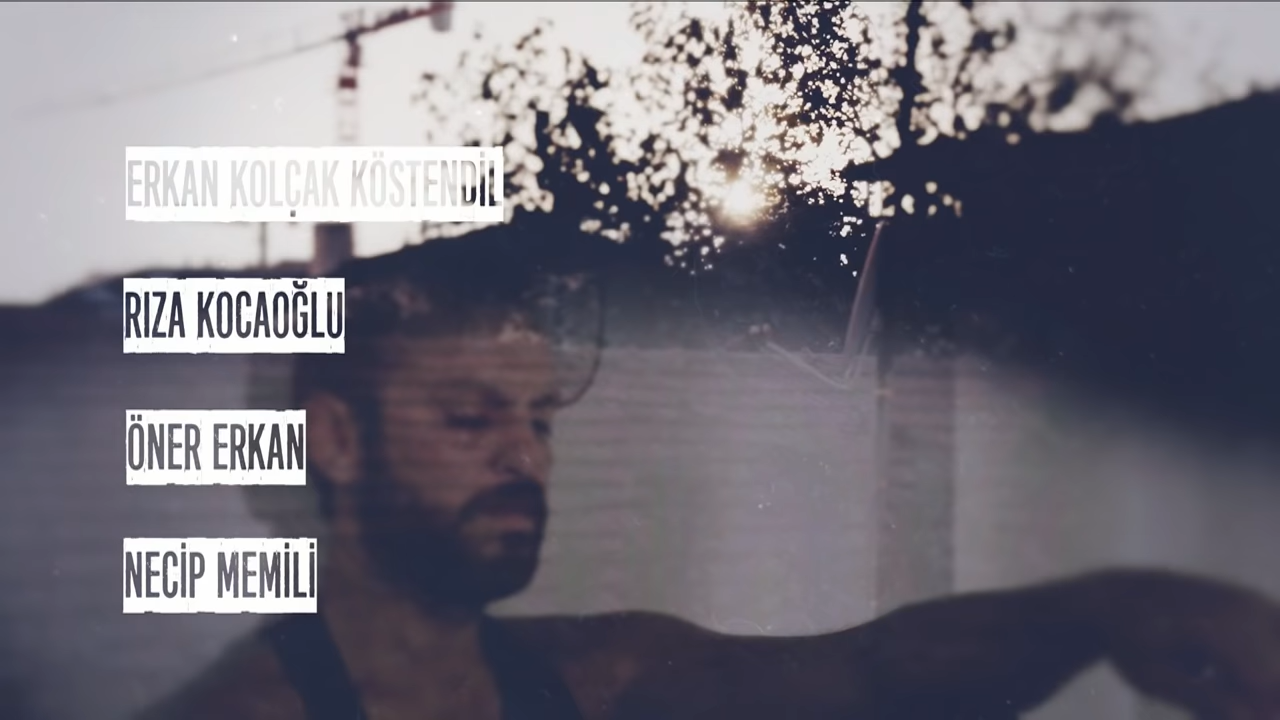 ERKAN KOLÇAK KÖSTENDİL
RIZA KOCAOĞLU
ÖNER ERKAN
NECİP MEMİLİ